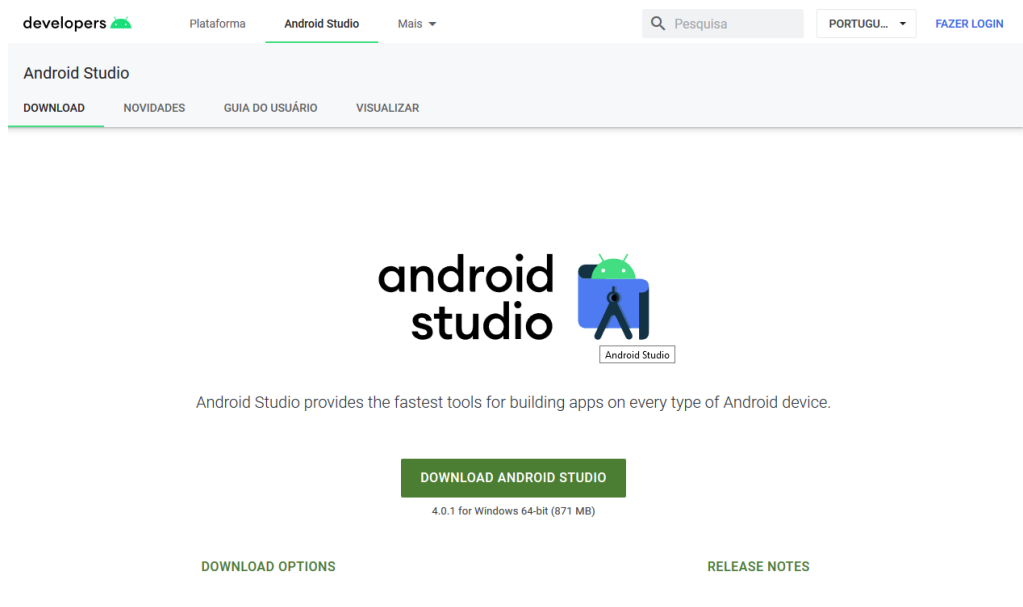 developers Plataforma Android Studio Mais Pesquisa PORTUGU... FAZER LOGIN
Android Studio
DOWNLOAD NOVIDADES GUIA DO USUÁRIO VISUALIZAR
android
studio
Android Studio
Android Studio provides the fastest tools for building apps on every type of Android device.
DOWNLOAD ANDROID STUDIO
4.0.1 for Windows 64-bit (871 MB)
DOWNLOAD OPTIONS RELEASE NOTES